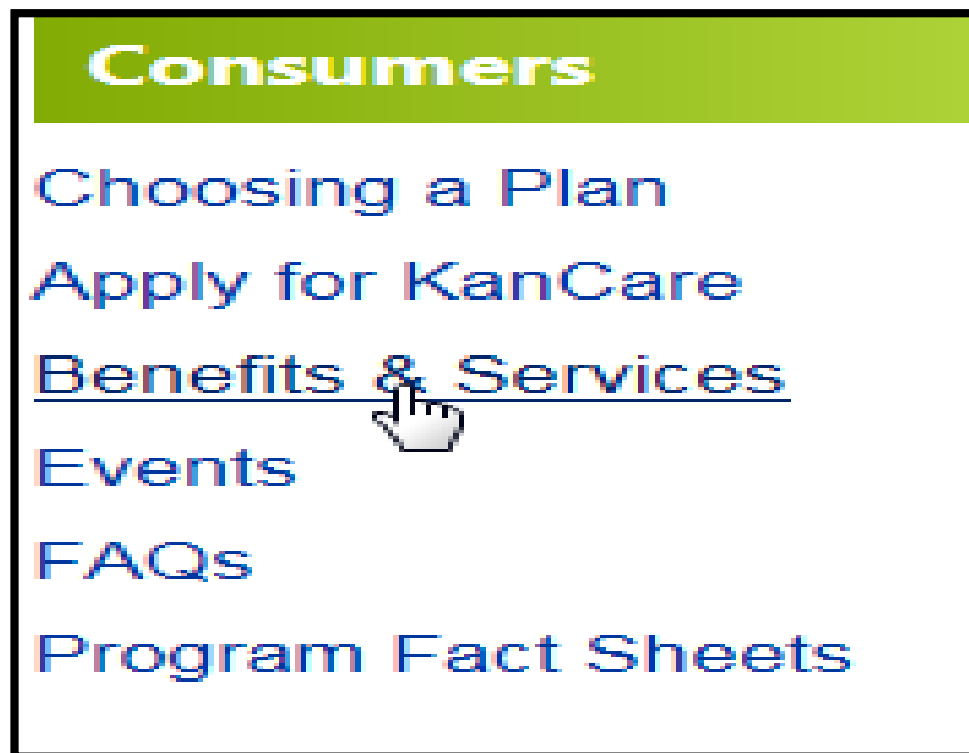 Consumers
Choosing a Plan
Apply for KanCare
Benefits & Services
Events
FAQs
Program Fact Sheets